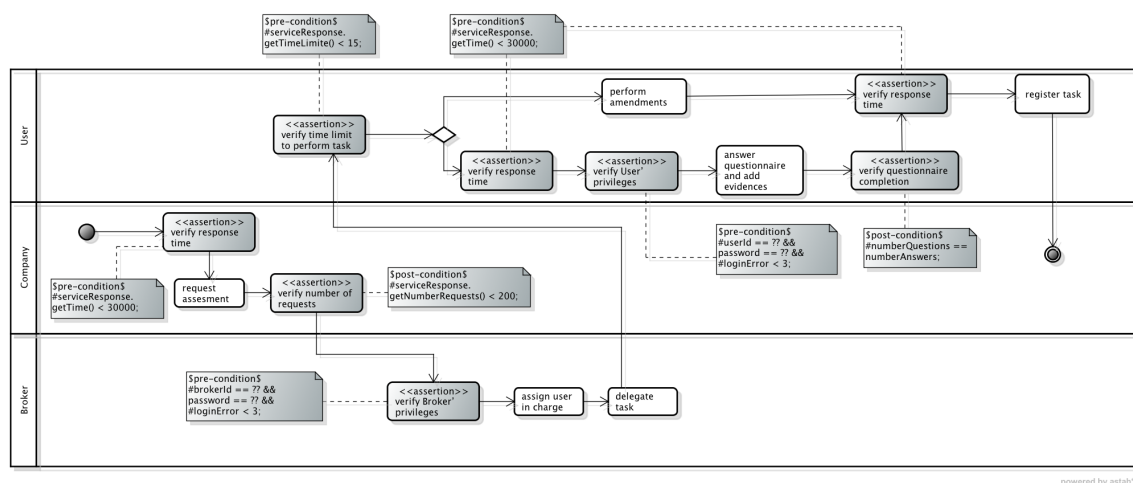 $pre-condition$
#serviceResponse.
getTimeLimite() < 15;
$pre-condition$
#serviceResponse.
getTime() < 30000;
User
<<assertion>>
verify time limit
to perform task
perform
amendments
<<assertion>>
verify response
time
register task
<<assertion>>
verify response
time
<<assertion>>
verify User'
privileges
answer
questionnaire
and add
evidences
<<assertion>>
verify questionnaire
completion
Company
<<assertion>>
verify response
time
$pre-condition$
#serviceResponse.
getTime() < 30000;
request
assesment
<<assertion>>
verify number of
requests
$post-condition$
#serviceResponse.
getNumberRequests() < 200;
$pre-condition$
#userId == ?? &&
password == ?? &&
#loginError < 3;
$post-condition$
#numberQuestions ==
numberAnswers;
Broker
$pre-condition$
#brokerId == ?? &&
password == ?? &&
#loginError < 3;
<<assertion>>
verify Broker'
privileges
assign user
in charge
delegate
task
powered by astah*